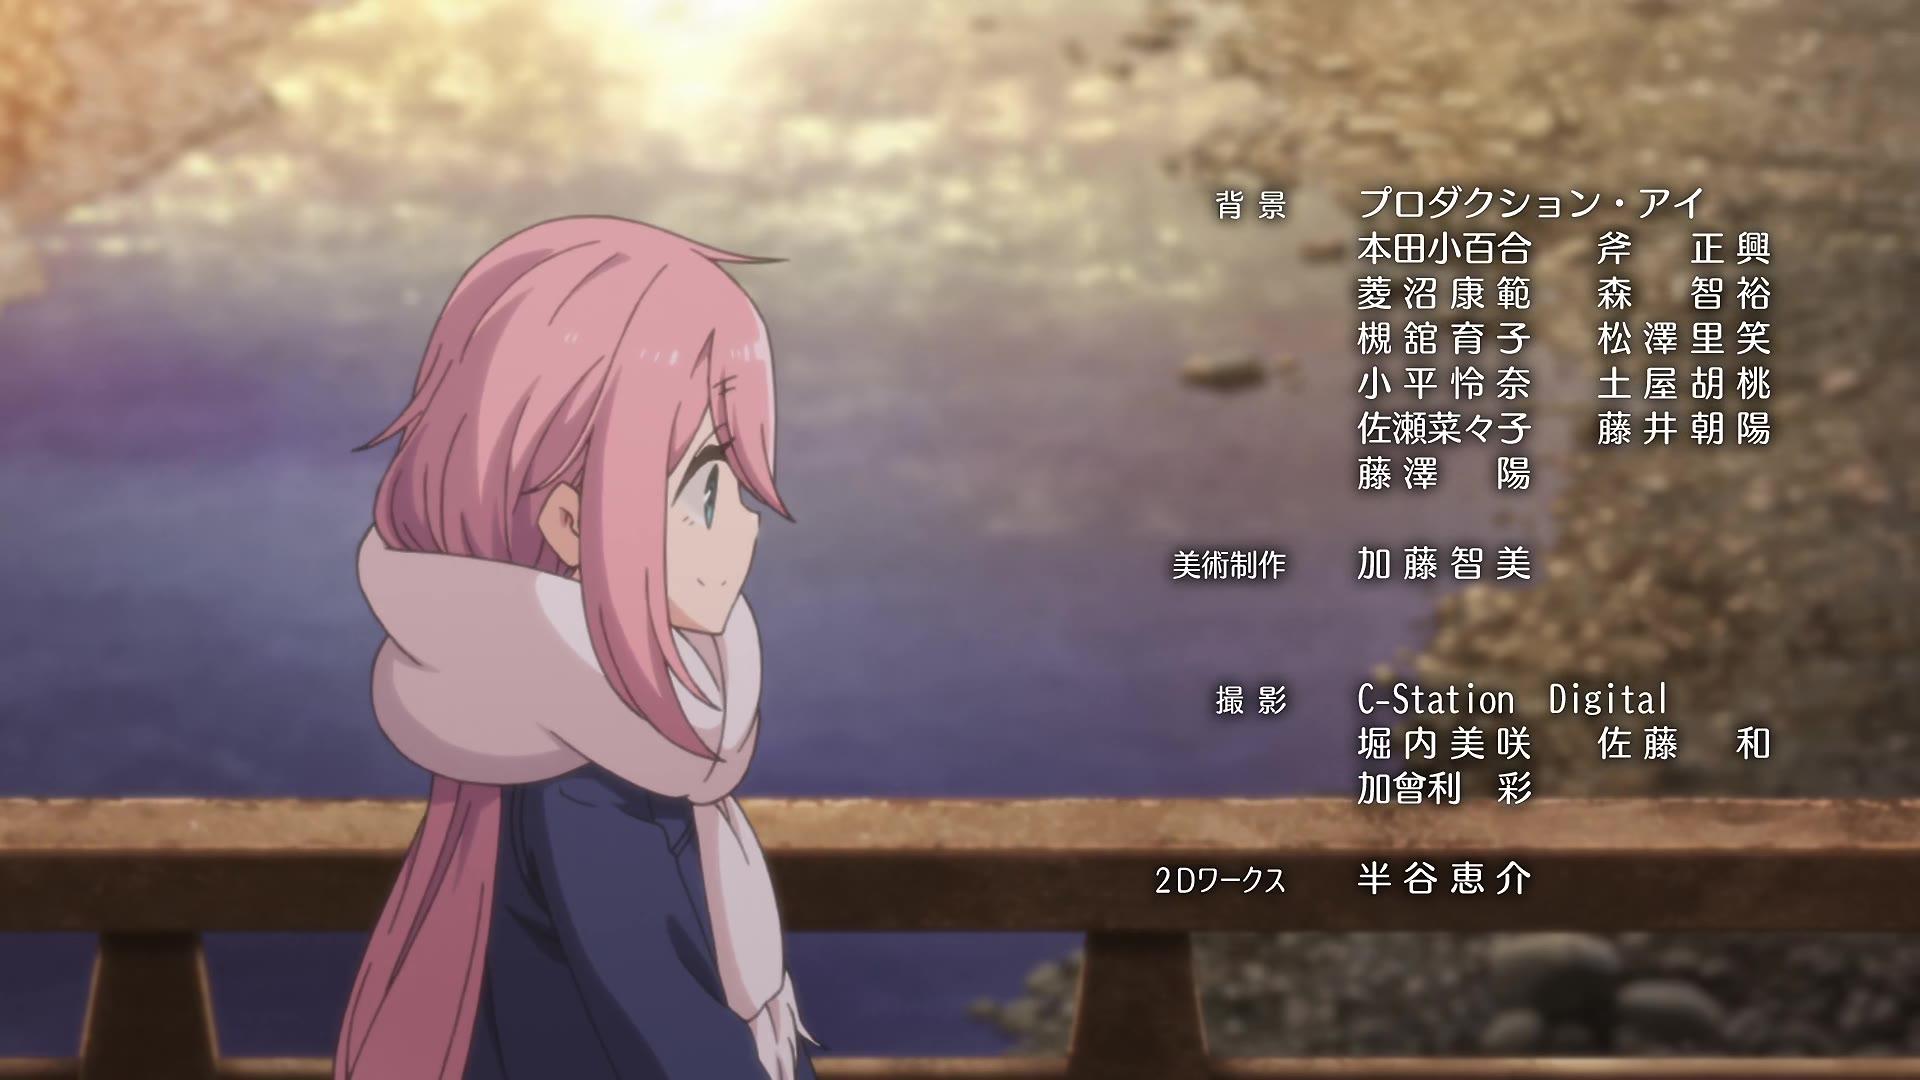 背景 プロダクション・アイ
本田小百合 斧 正興
菱沼康範 森 智裕
槻舘育子 松澤里笑
小平怜奈 土屋胡桃
佐瀬菜々子 藤井朝陽
藤澤 陽
美術制作 加藤智美
撮影 C-Station Digital
堀内美咲 佐藤 和
加曾利 彩
2Dワークス 半谷恵介